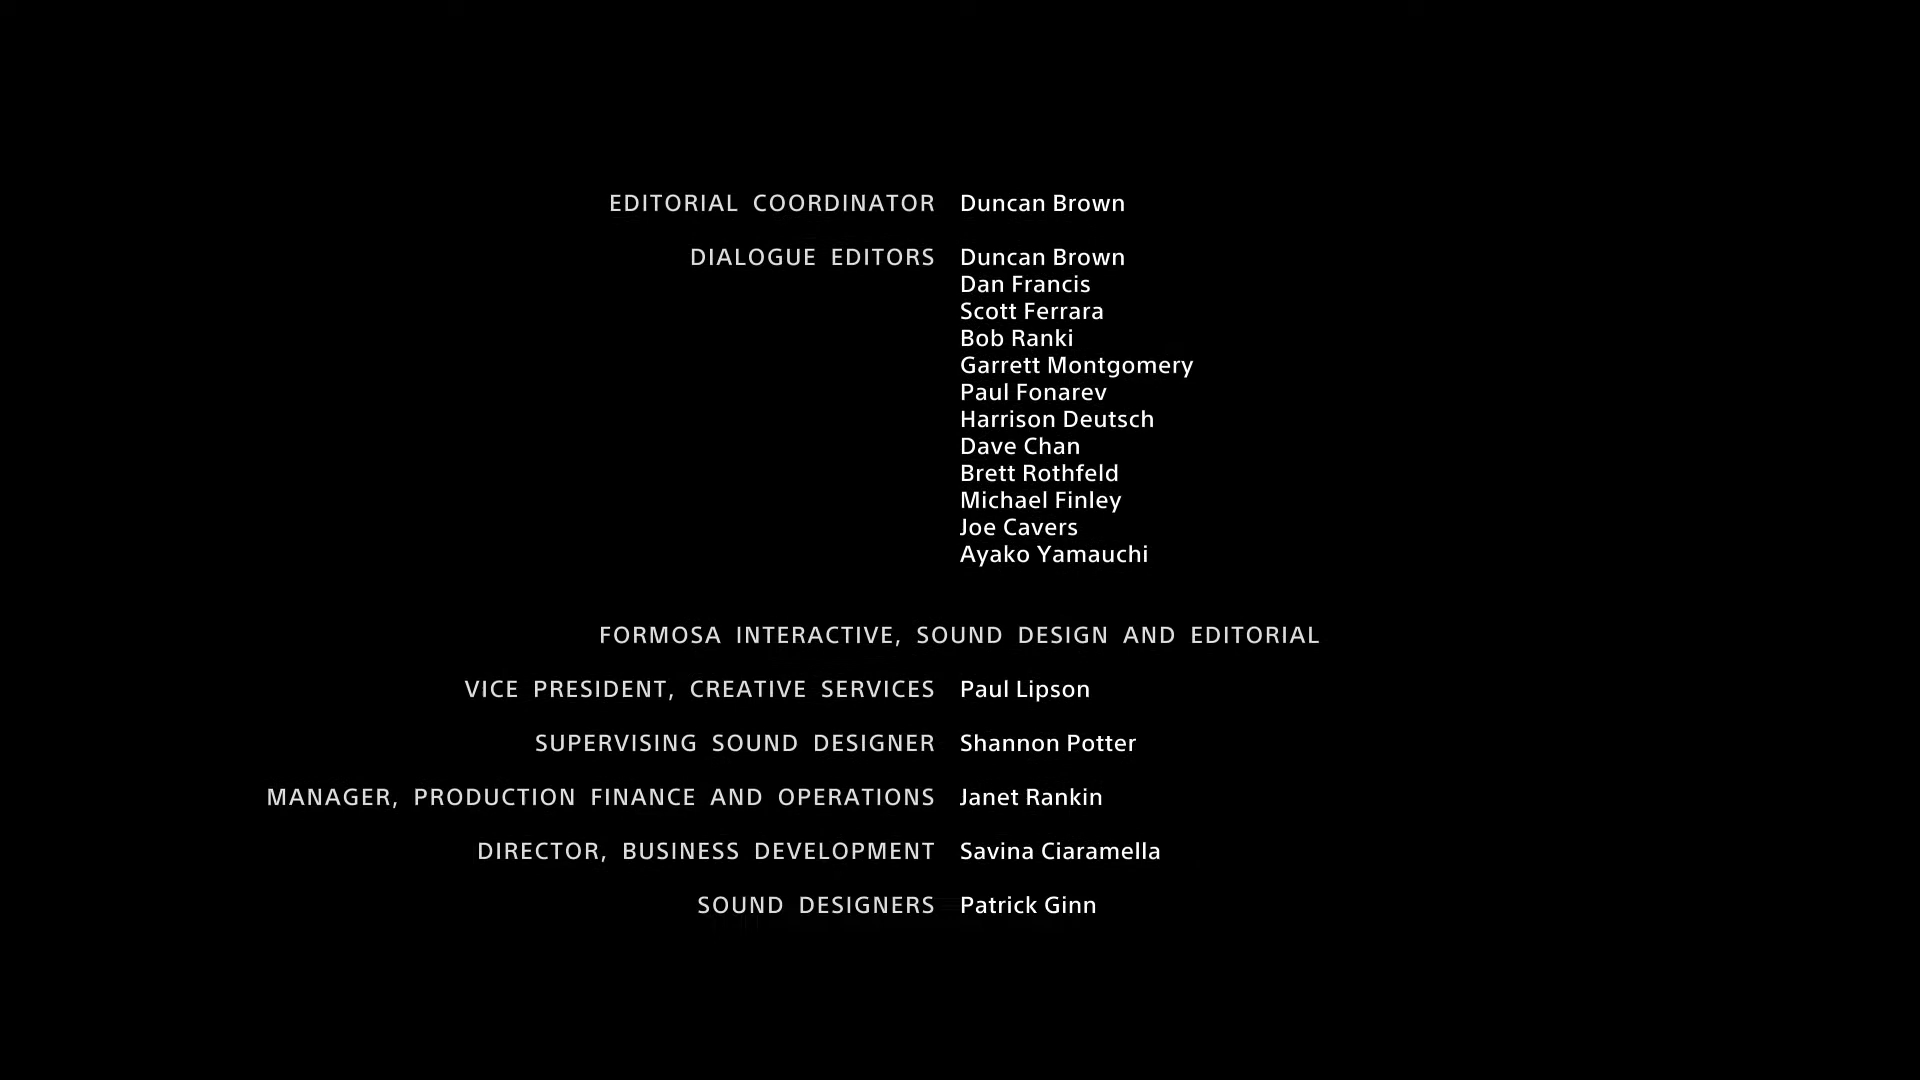 EDITORIAL COORDINATOR Duncan Brown
DIALOGUE EDITORS Duncan Brown
Dan Francis
Scott Ferrara
Bob Ranki
Garrett Montgomery
Paul Fonarev
Harrison Deutsch
Dave Chan
Brett Rothfeld
Michael Finley
Joe Cavers
Ayako Yamauchi
FORMOSA INTERACTIVE, SOUND DESIGN AND EDITORIAL
VICE PRESIDENT, CREATIVE SERVICES Paul Lipson
SUPERVISING SOUND DESIGNER Shannon Potter
MANAGER, PRODUCTION FINANCE AND OPERATIONS Janet Rankin
DIRECTOR, BUSINESS DEVELOPMENT Savina Ciaramella
SOUND DESIGNERS Patrick Ginn